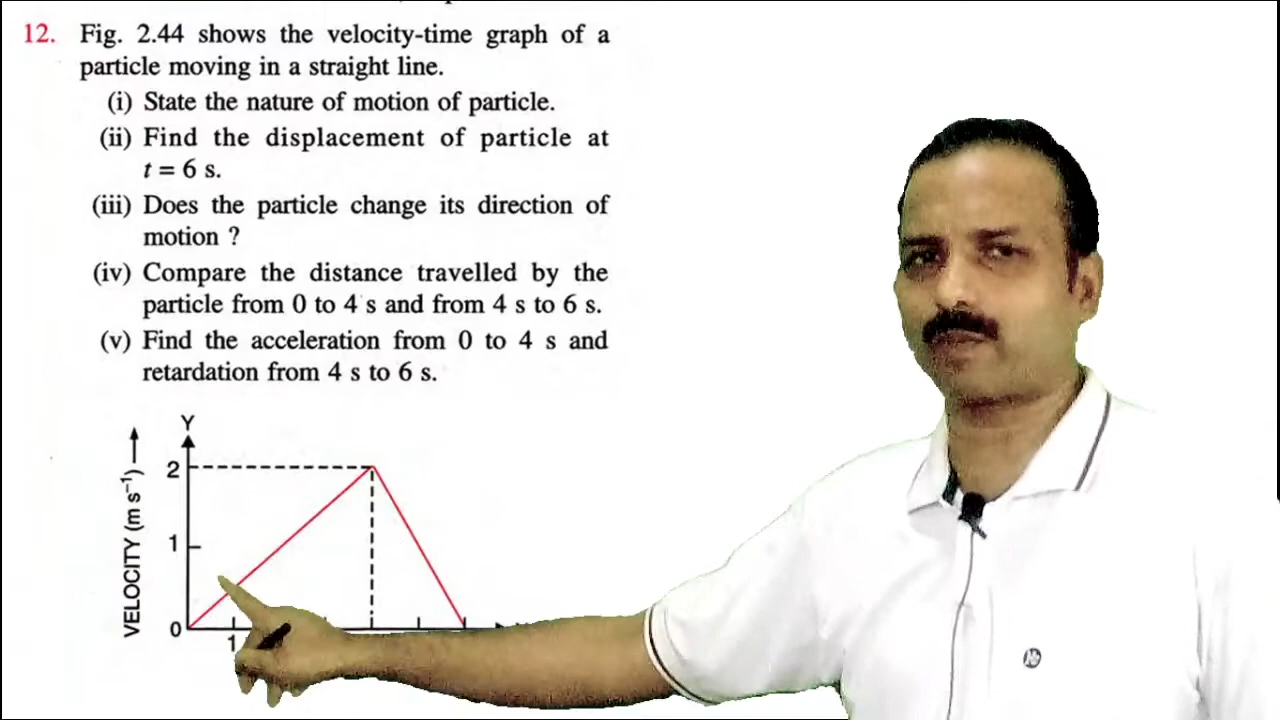 12. Fig. 2.44 shows the velocity-time graph of a
particle moving in a straight line.
(i) State the nature of motion of particle.
(ii) Find the displacement of particle at
t = 6 s.
(iii) Does the particle change its direction of
motion ?
(iv) Compare the distance travelled by the
particle from 0 to 4 s and from 4 s to 6 s.
(v) Find the acceleration from 0 to 4 s and
retardation from 4 s to 6 s.
Y
2
1
0
VELOCITY (m s⁻¹) →
1